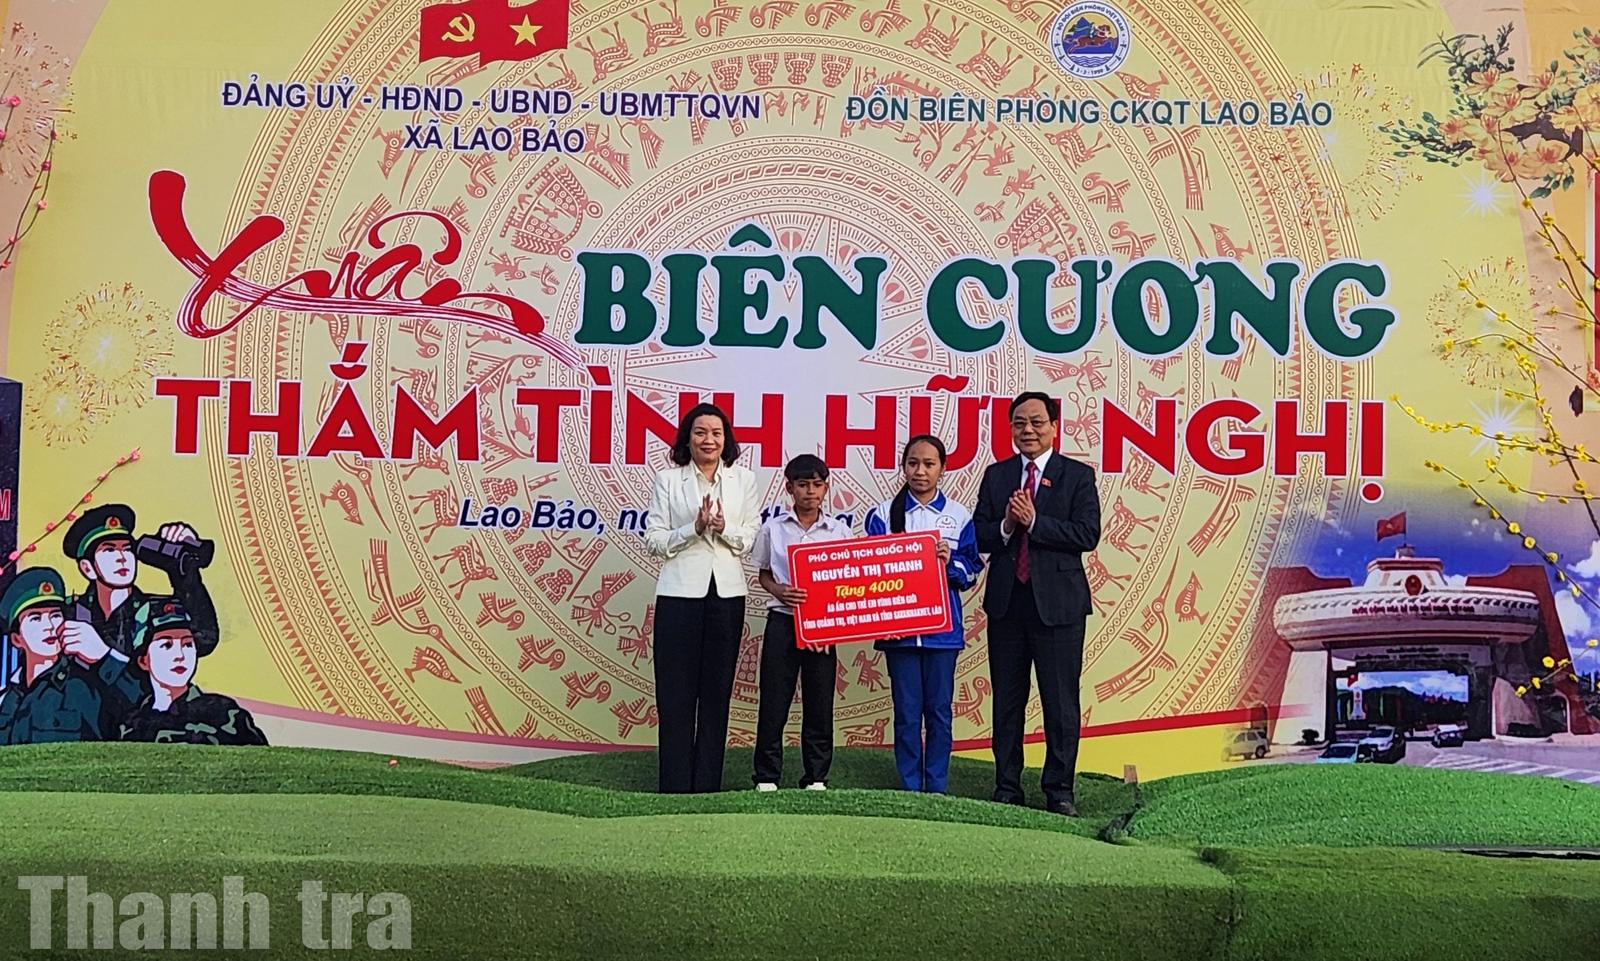 ĐẢNG UỶ - HĐND - UBND - UBMTTQVN
XÃ LAO BẢO
ĐỒN BIÊN PHÒNG CKQT LAO BẢO
Xuân BIÊN CƯƠNG
THẮM TÌNH HỮU NGHỊ
Lao Bảo,
PHÓ CHỦ TỊCH QUỐC HỘI
NGUYỄN THỊ THANH
Tặng 4000
ÁO ẤM CHO TRẺ EM VÙNG BIÊN GIỚI
TỈNH QUẢNG TRỊ, VIỆT NAM VÀ TỈNH SAVANNAKHET, LÀO
Thanh tra